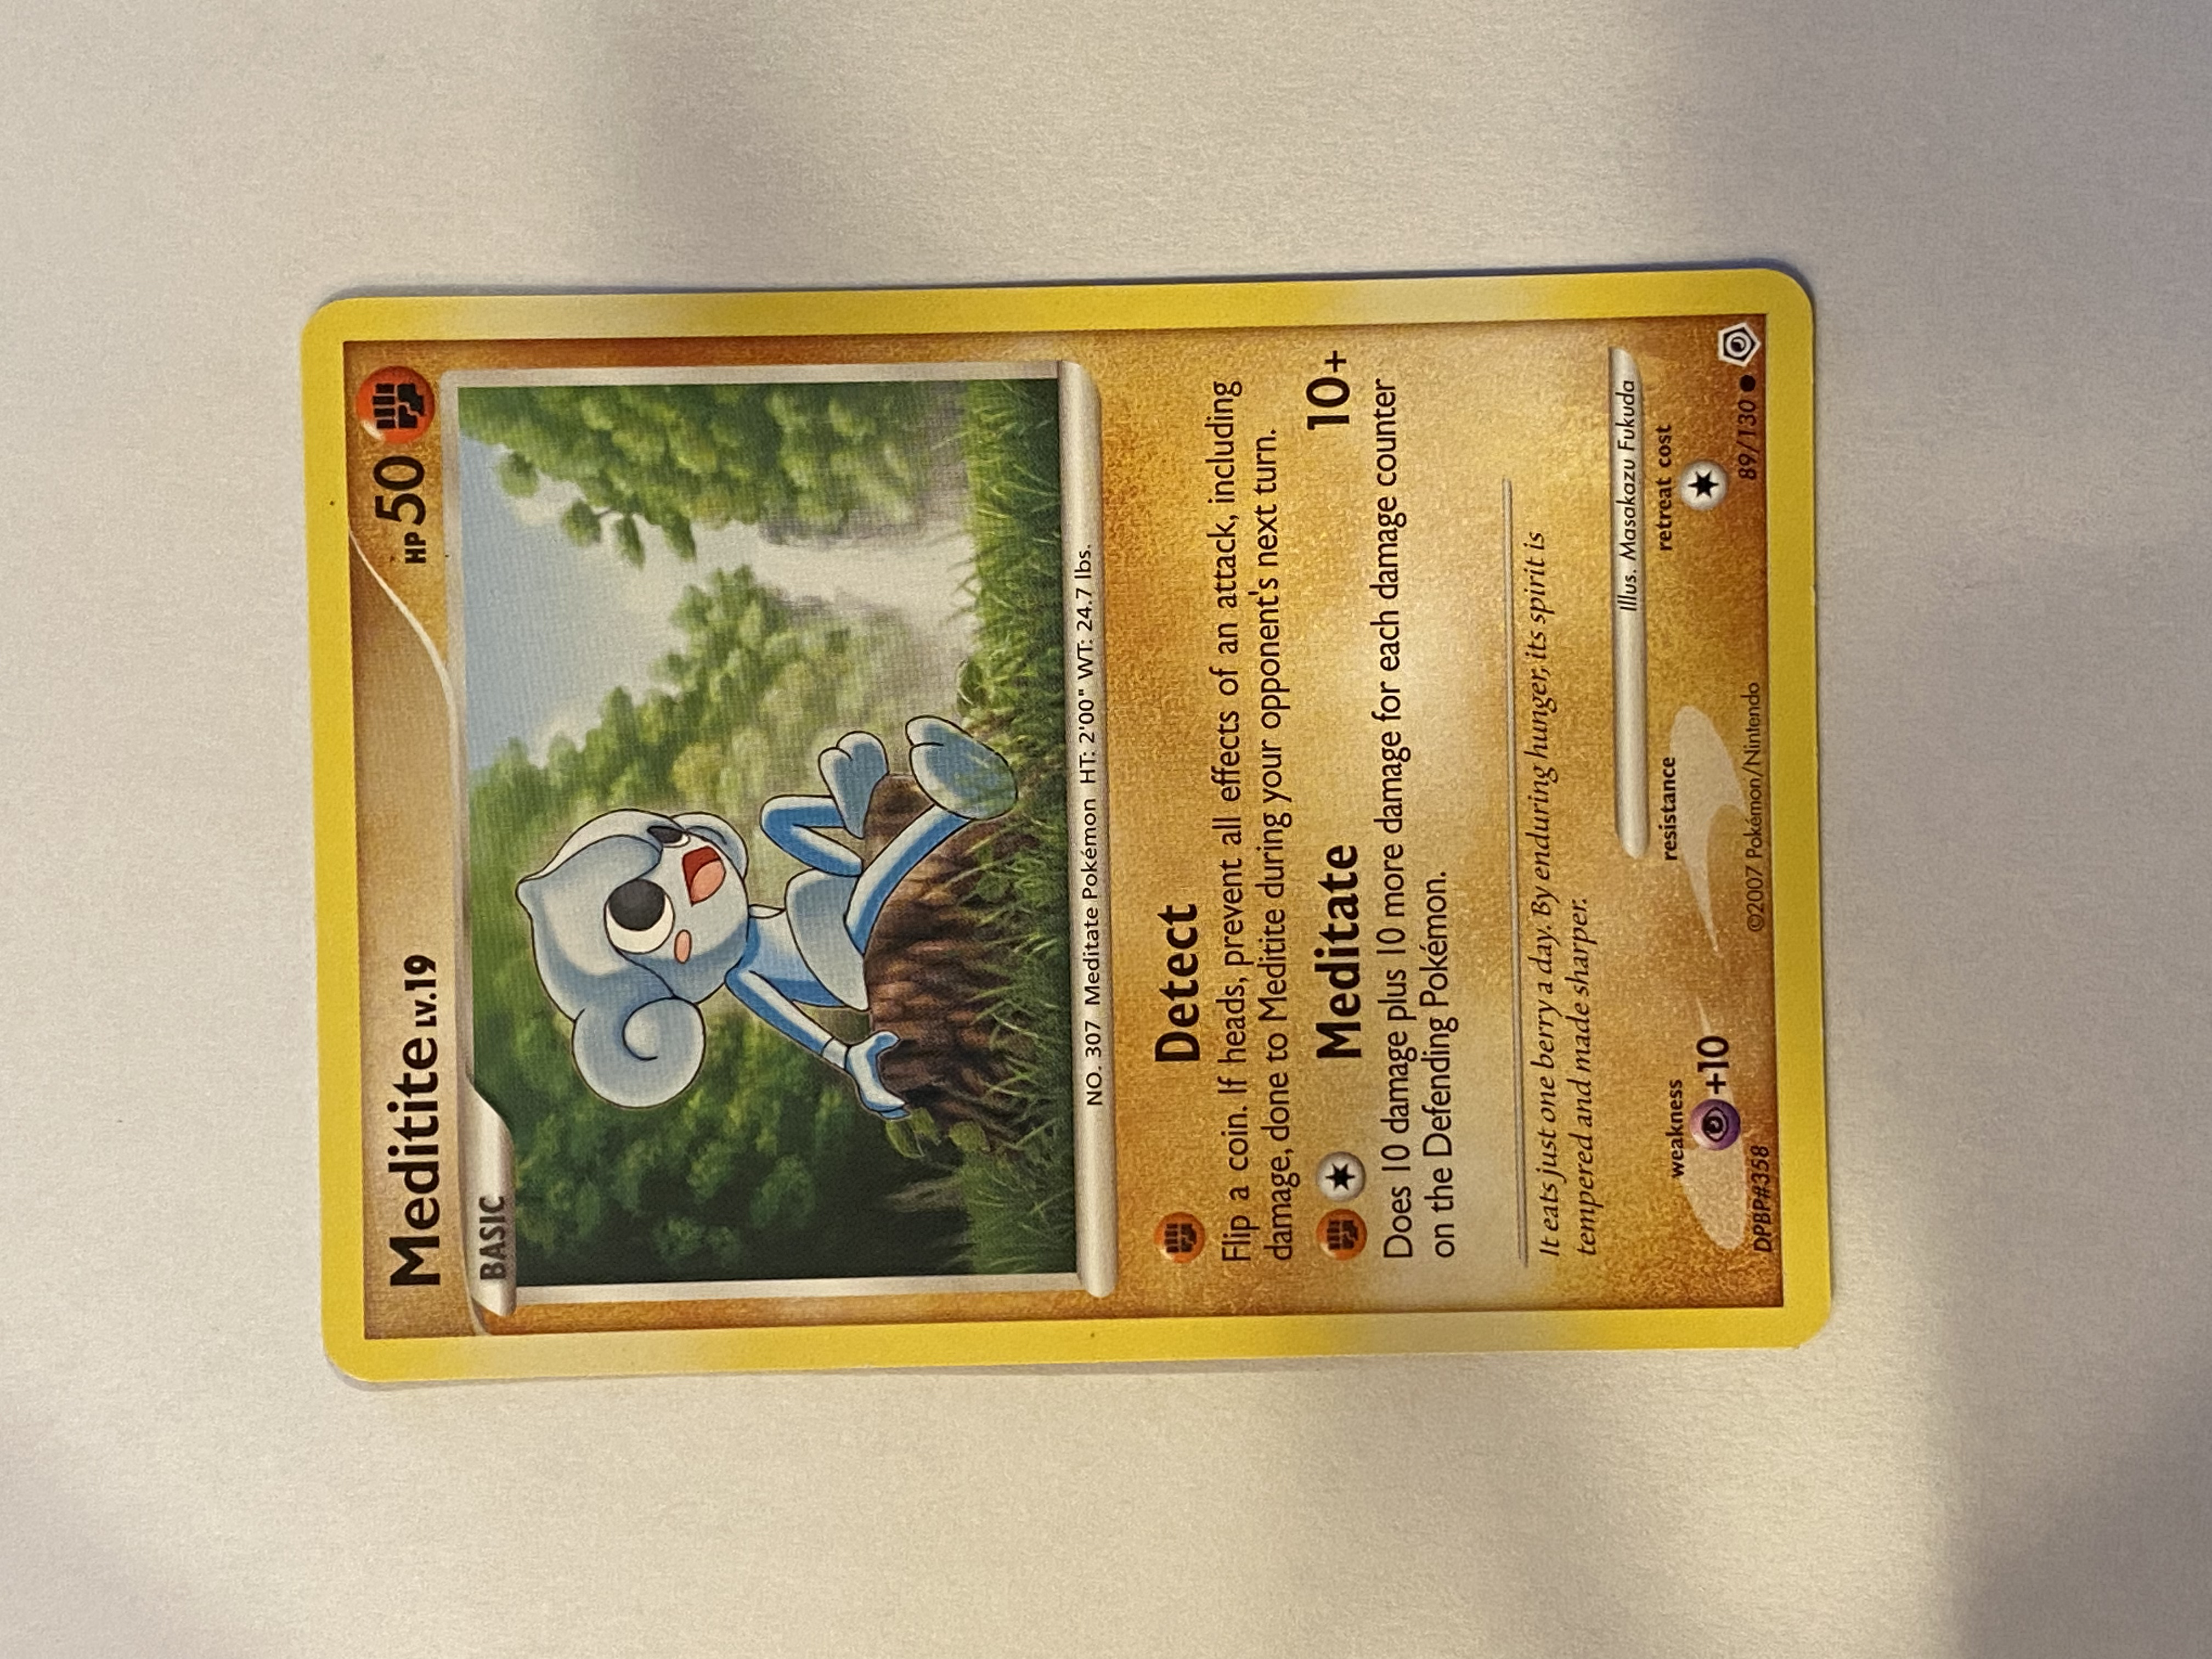 Meditite LV.19 HP 50
BASIC
NO. 307 Meditate Pokémon HT: 2'00" WT: 24.7 lbs.
Detect
Flip a coin. If heads, prevent all effects of an attack, including
damage, done to Meditite during your opponent's next turn.
Meditate 10+
Does 10 damage plus 10 more damage for each damage counter
on the Defending Pokémon.
It eats just one berry a day. By enduring hunger, its spirit is
tempered and made sharper.
Illus. Masakazu Fukuda
weakness resistance retreat cost
+10
DPBP#358 ©2007 Pokémon/Nintendo 89/130